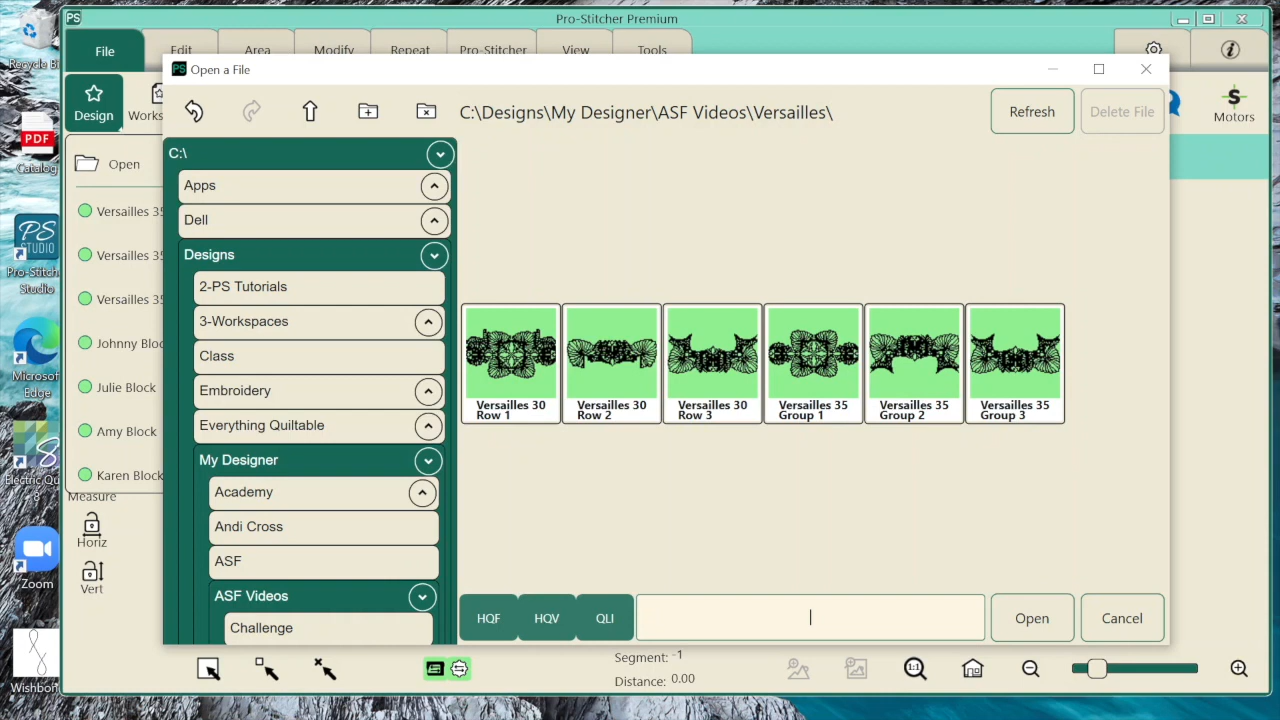 PS
Pro-Stitcher Premium
Recycle Bi
File
Edit
Area
Modify
Repeat
Pro-Stitcher
View
Tools
PS Open a File
Design
Works
C:\Designs\My Designer\ASF Videos\Versailles\
Refresh
Delete File
Motors
PDF
Catalog
Open
C:\
Apps
Dell
Designs
2-PS Tutorials
3-Workspaces
Class
Embroidery
Everything Quiltable
My Designer
Academy
Andi Cross
ASF
ASF Videos
Challenge
Versailles 35
Versailles 35
Versailles 35
Johnny Bloc
Julie Block
Amy Block
Karen Block
Measure
Horiz
Vert
PS
STUDIO
Pro-Stitch
Studio
Microsof
Edge
Electric Qu
8
Zoom
Wishbon
Versailles 30
Row 1
Versailles 30
Row 2
Versailles 30
Row 3
Versailles 35
Group 1
Versailles 35
Group 2
Versailles 35
Group 3
HQF
HQV
QLI
Open
Cancel
Segment: -1
Distance: 0.00
1:1